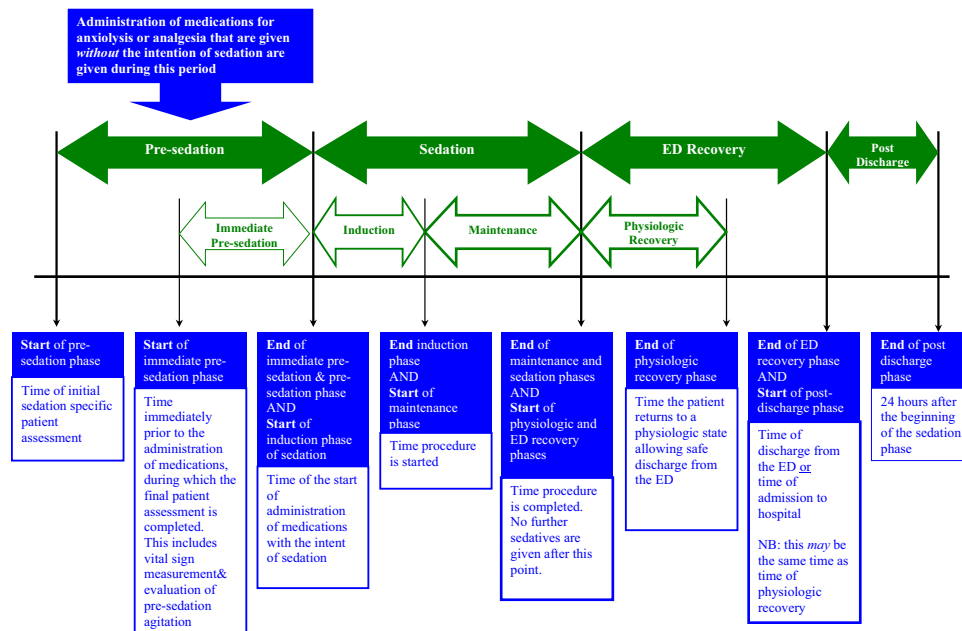 Administration of medications for
anxiolysis or analgesia that are given
without the intention of sedation are
given during this period
Pre-sedation
Sedation
ED Recovery
Post
Discharge
Immediate
Pre-sedation
Induction
Maintenance
Physiologic
Recovery
Start of pre-
sedation phase
Time of initial
sedation specific
patient
assessment
Start of
immediate pre-
sedation phase
Time
immediately
prior to the
administration
of medications,
during which the
final patient
assessment is
completed.
This includes
vital sign
measurement&
evaluation of
pre-sedation
agitation
End of
immediate pre-
sedation & pre-
sedation phase
AND
Start of
induction phase
of sedation
Time of the start
of
administration
of medications
with the intent
of sedation
End induction
phase
AND
Start of
maintenance
phase
Time procedure
is started
End of
maintenance and
sedation phases
AND
Start of
physiologic and
ED recovery
phases
Time procedure
is completed.
No further
sedatives are
given after this
point.
End of
physiologic
recovery phase
Time the patient
returns to a
physiologic state
allowing safe
discharge from
the ED
End of ED
recovery phase
AND
Start of post-
discharge phase
Time of
discharge from
the ED or
time of
admission to
hospital
NB: this may be
the same time as
time of
physiologic
recovery
End of post
discharge
phase
24 hours after
the beginning
of the sedation
phase